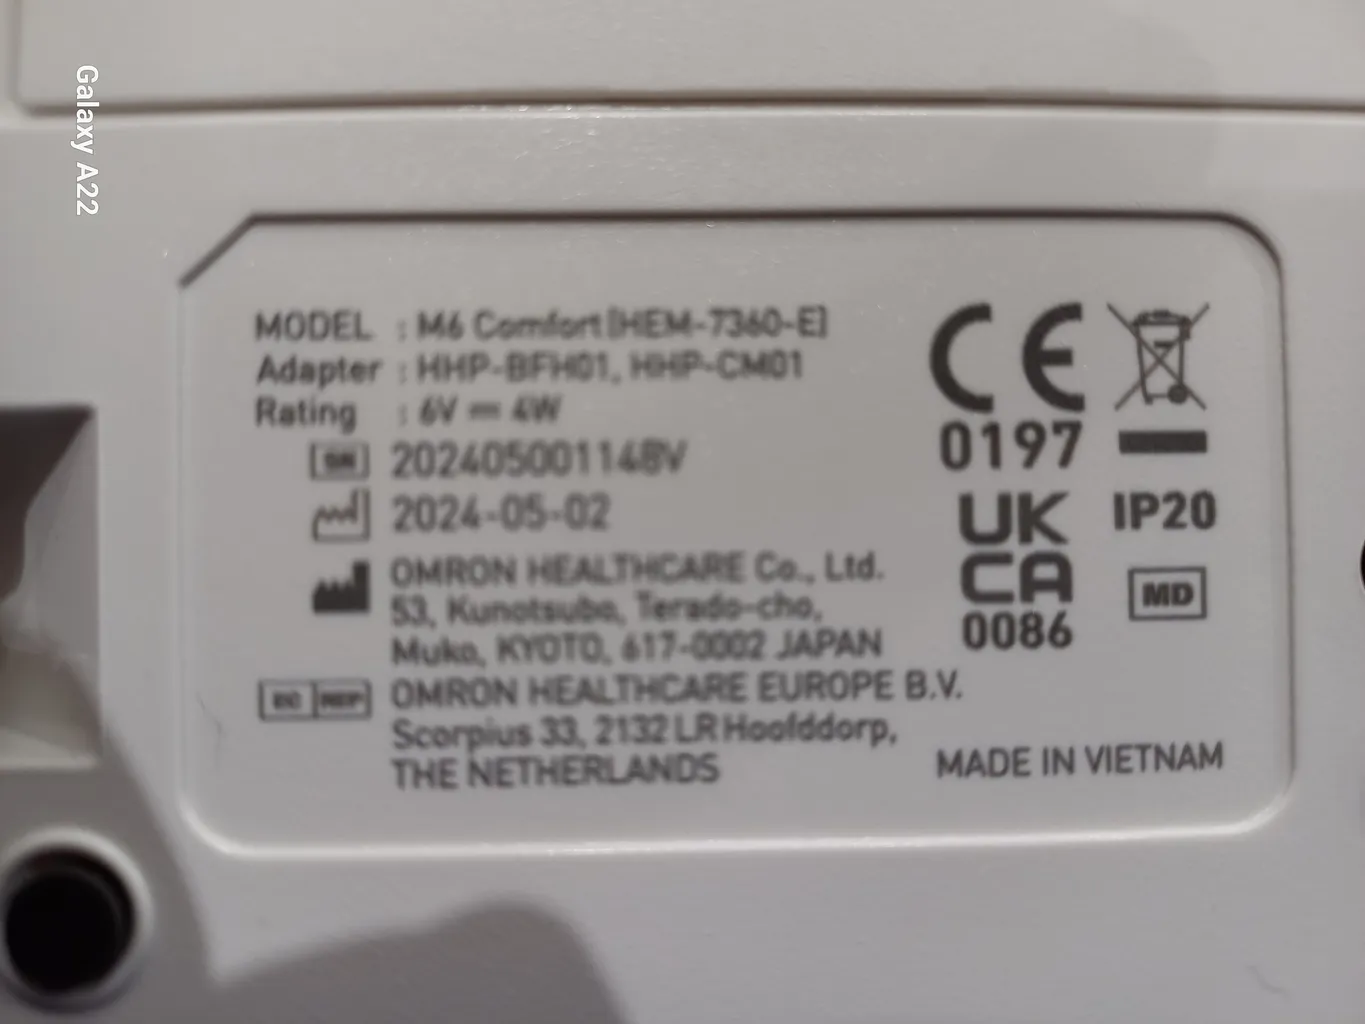 Galaxy A22
MODEL : M6 Comfort[HEM-7360-E]
Adapter : HHP-BFH01, HHP-CM01
Rating : 6V ⎓ 4W
SN 202405001148V
2024-05-02
OMRON HEALTHCARE Co., Ltd.
53, Kunotsubo, Terado-cho,
Muko, KYOTO, 617-0002 JAPAN
EC REP OMRON HEALTHCARE EUROPE B.V.
Scorpius 33, 2132 LR Hoofddorp,
THE NETHERLANDS
CE
0197
UK
CA
0086
IP20
MD
MADE IN VIETNAM